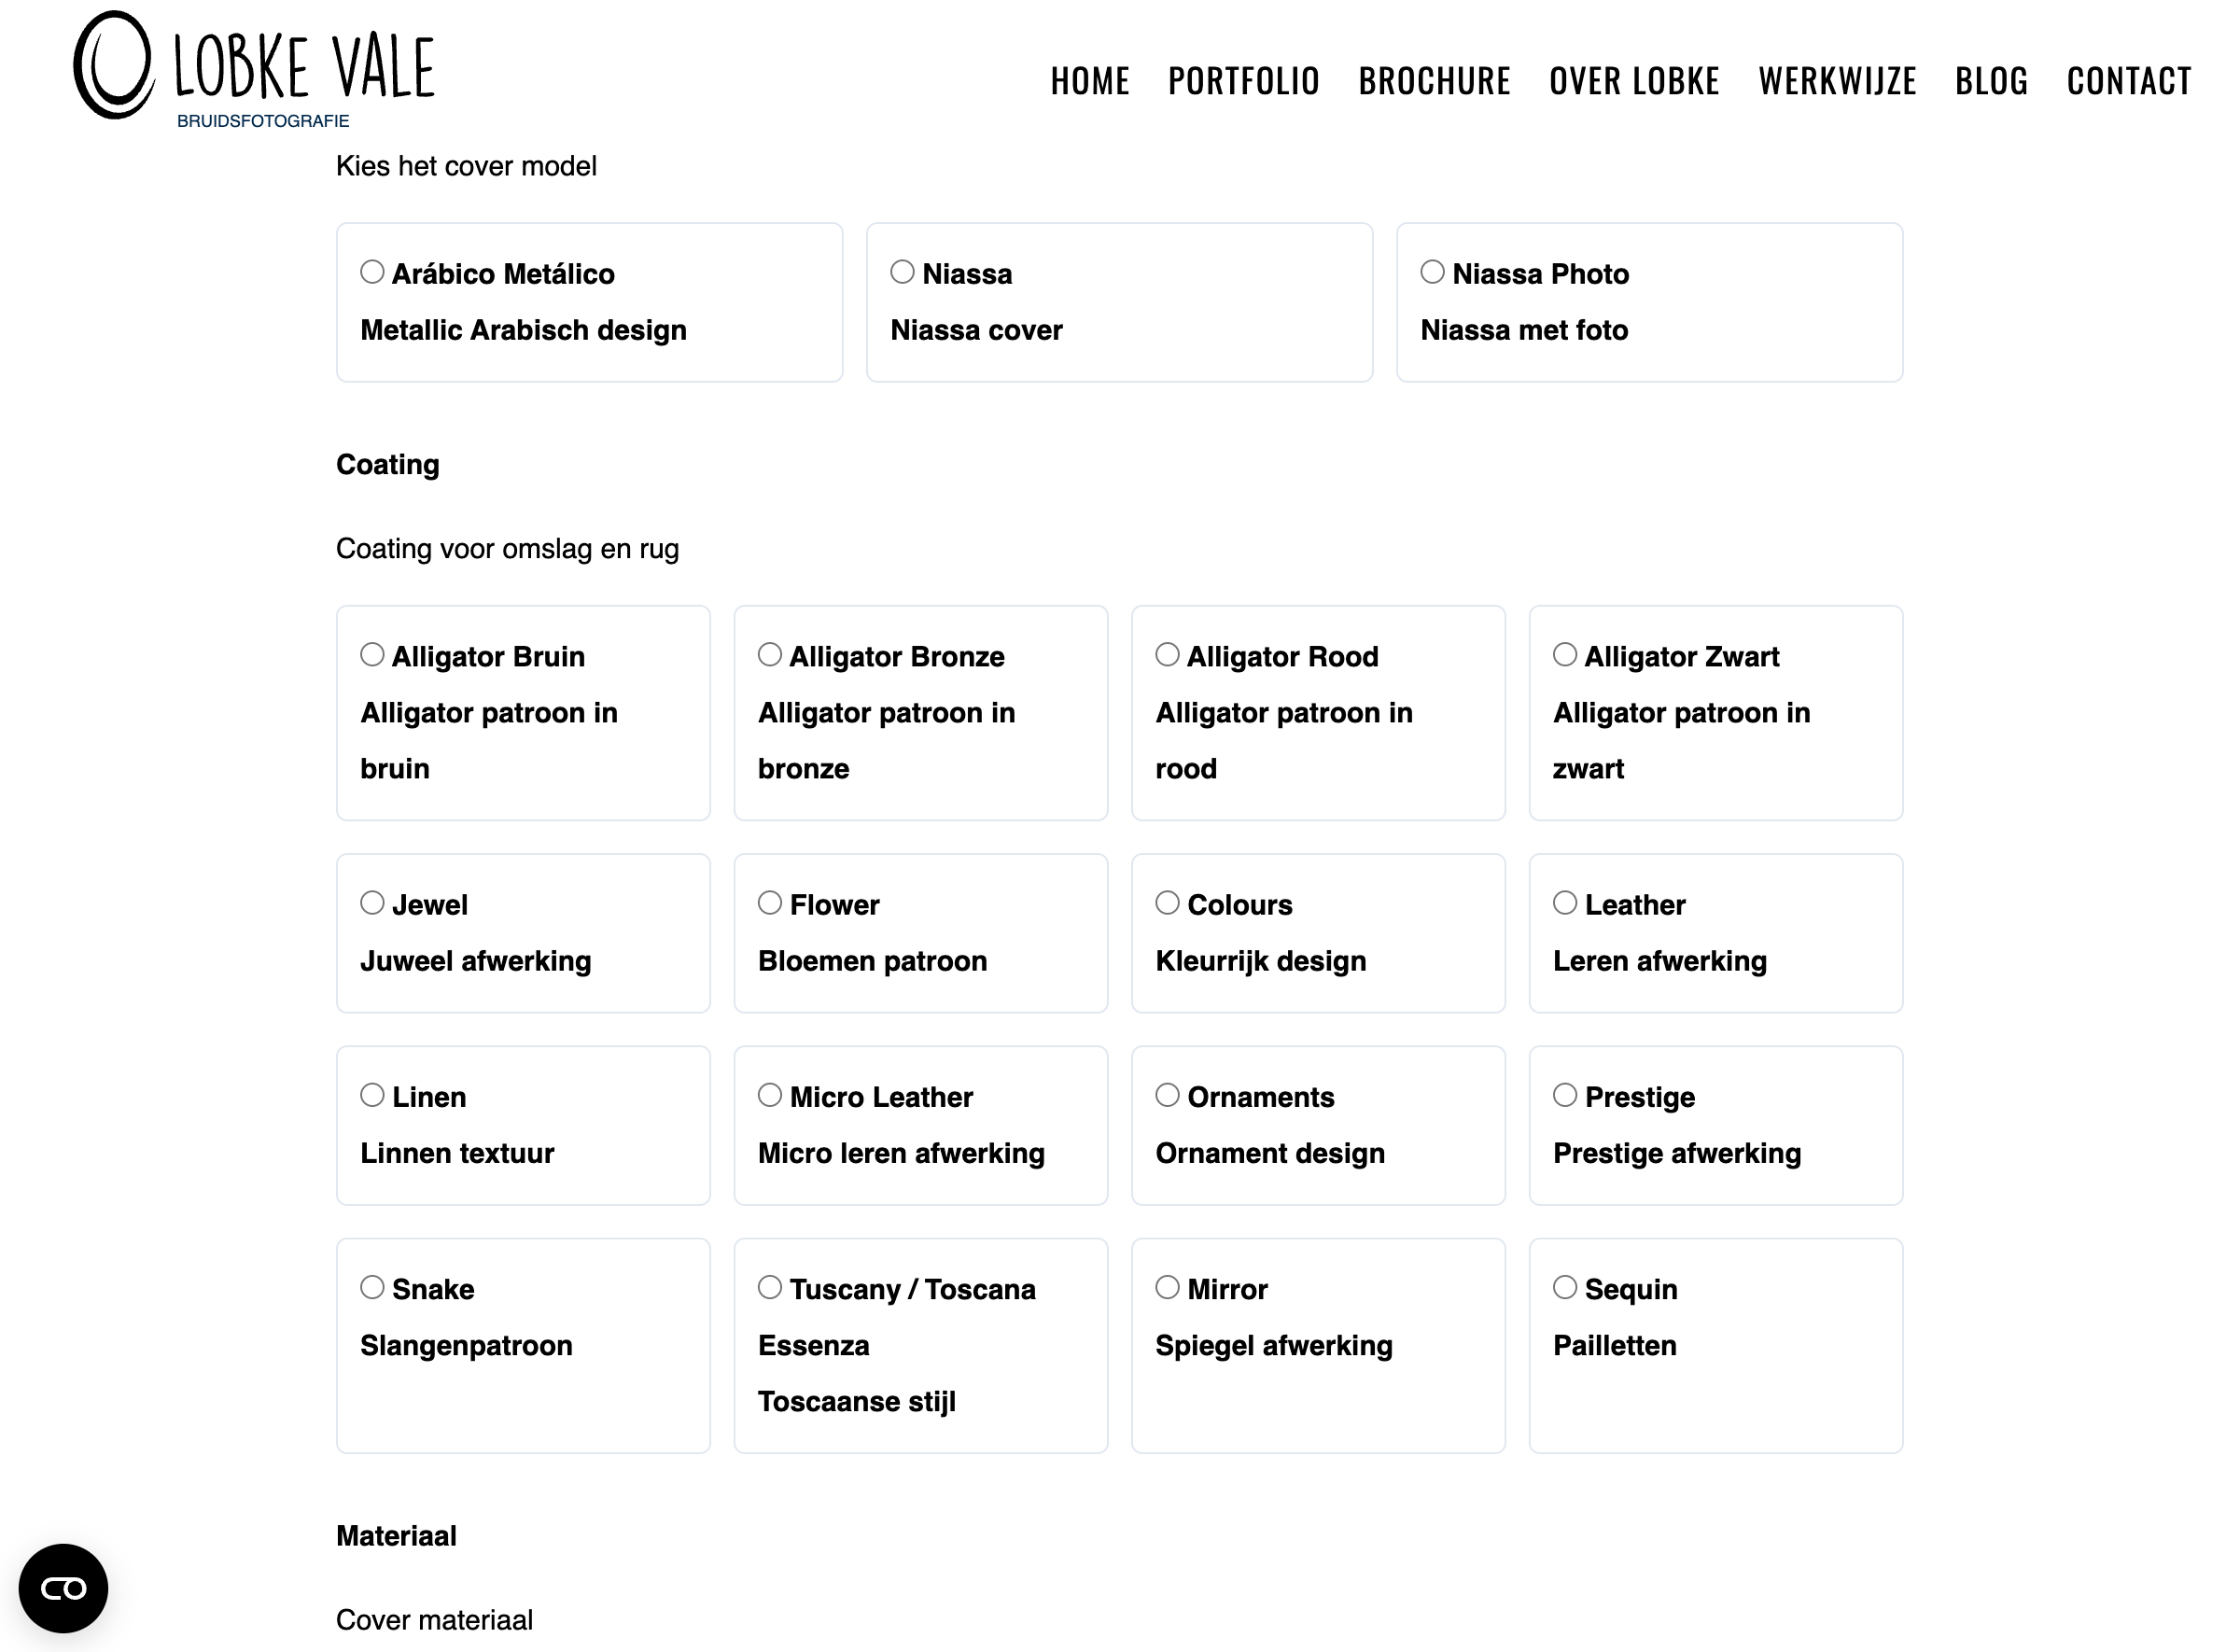 LOBKE VALE
BRUIDSFOTOGRAFIE
HOME PORTFOLIO BROCHURE OVER LOBKE WERKWIJZE BLOG CONTACT
Kies het cover model
Arábico Metálico
Metallic Arabisch design
Niassa
Niassa cover
Niassa Photo
Niassa met foto
Coating
Coating voor omslag en rug
Alligator Bruin
Alligator patroon in
bruin
Alligator Bronze
Alligator patroon in
bronze
Alligator Rood
Alligator patroon in
rood
Alligator Zwart
Alligator patroon in
zwart
Jewel
Juweel afwerking
Flower
Bloemen patroon
Colours
Kleurrijk design
Leather
Leren afwerking
Linen
Linnen textuur
Micro Leather
Micro leren afwerking
Ornaments
Ornament design
Prestige
Prestige afwerking
Snake
Slangenpatroon
Tuscany / Toscana
Essenza
Toscaanse stijl
Mirror
Spiegel afwerking
Sequin
Pailletten
Materiaal
Cover materiaal